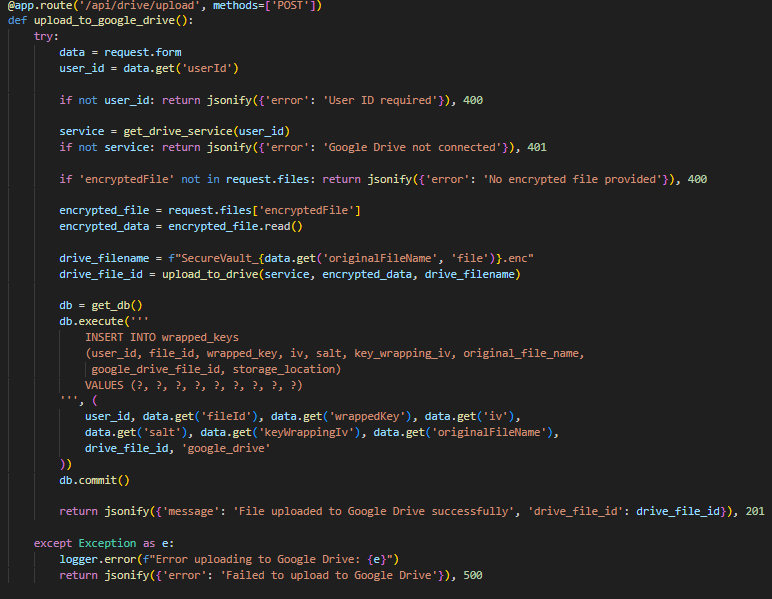 @app.route('/api/drive/upload', methods=['POST'])
def upload_to_google_drive():
    try:
        data = request.form
        user_id = data.get('userId')

        if not user_id: return jsonify({'error': 'User ID required'}), 400

        service = get_drive_service(user_id)
        if not service: return jsonify({'error': 'Google Drive not connected'}), 401

        if 'encryptedFile' not in request.files: return jsonify({'error': 'No encrypted file provided'}), 400

        encrypted_file = request.files['encryptedFile']
        encrypted_data = encrypted_file.read()

        drive_filename = f"SecureVault_{data.get('originalFileName', 'file')}.enc"
        drive_file_id = upload_to_drive(service, encrypted_data, drive_filename)

        db = get_db()
        db.execute('''
            INSERT INTO wrapped_keys
            (user_id, file_id, wrapped_key, iv, salt, key_wrapping_iv, original_file_name,
             google_drive_file_id, storage_location)
            VALUES (?, ?, ?, ?, ?, ?, ?, ?, ?)
        ''', (
            user_id, data.get('fileId'), data.get('wrappedKey'), data.get('iv'),
            data.get('salt'), data.get('keyWrappingIv'), data.get('originalFileName'),
            drive_file_id, 'google_drive'
        ))
        db.commit()

        return jsonify({'message': 'File uploaded to Google Drive successfully', 'drive_file_id': drive_file_id}), 201

    except Exception as e:
        logger.error(f"Error uploading to Google Drive: {e}")
        return jsonify({'error': 'Failed to upload to Google Drive'}), 500